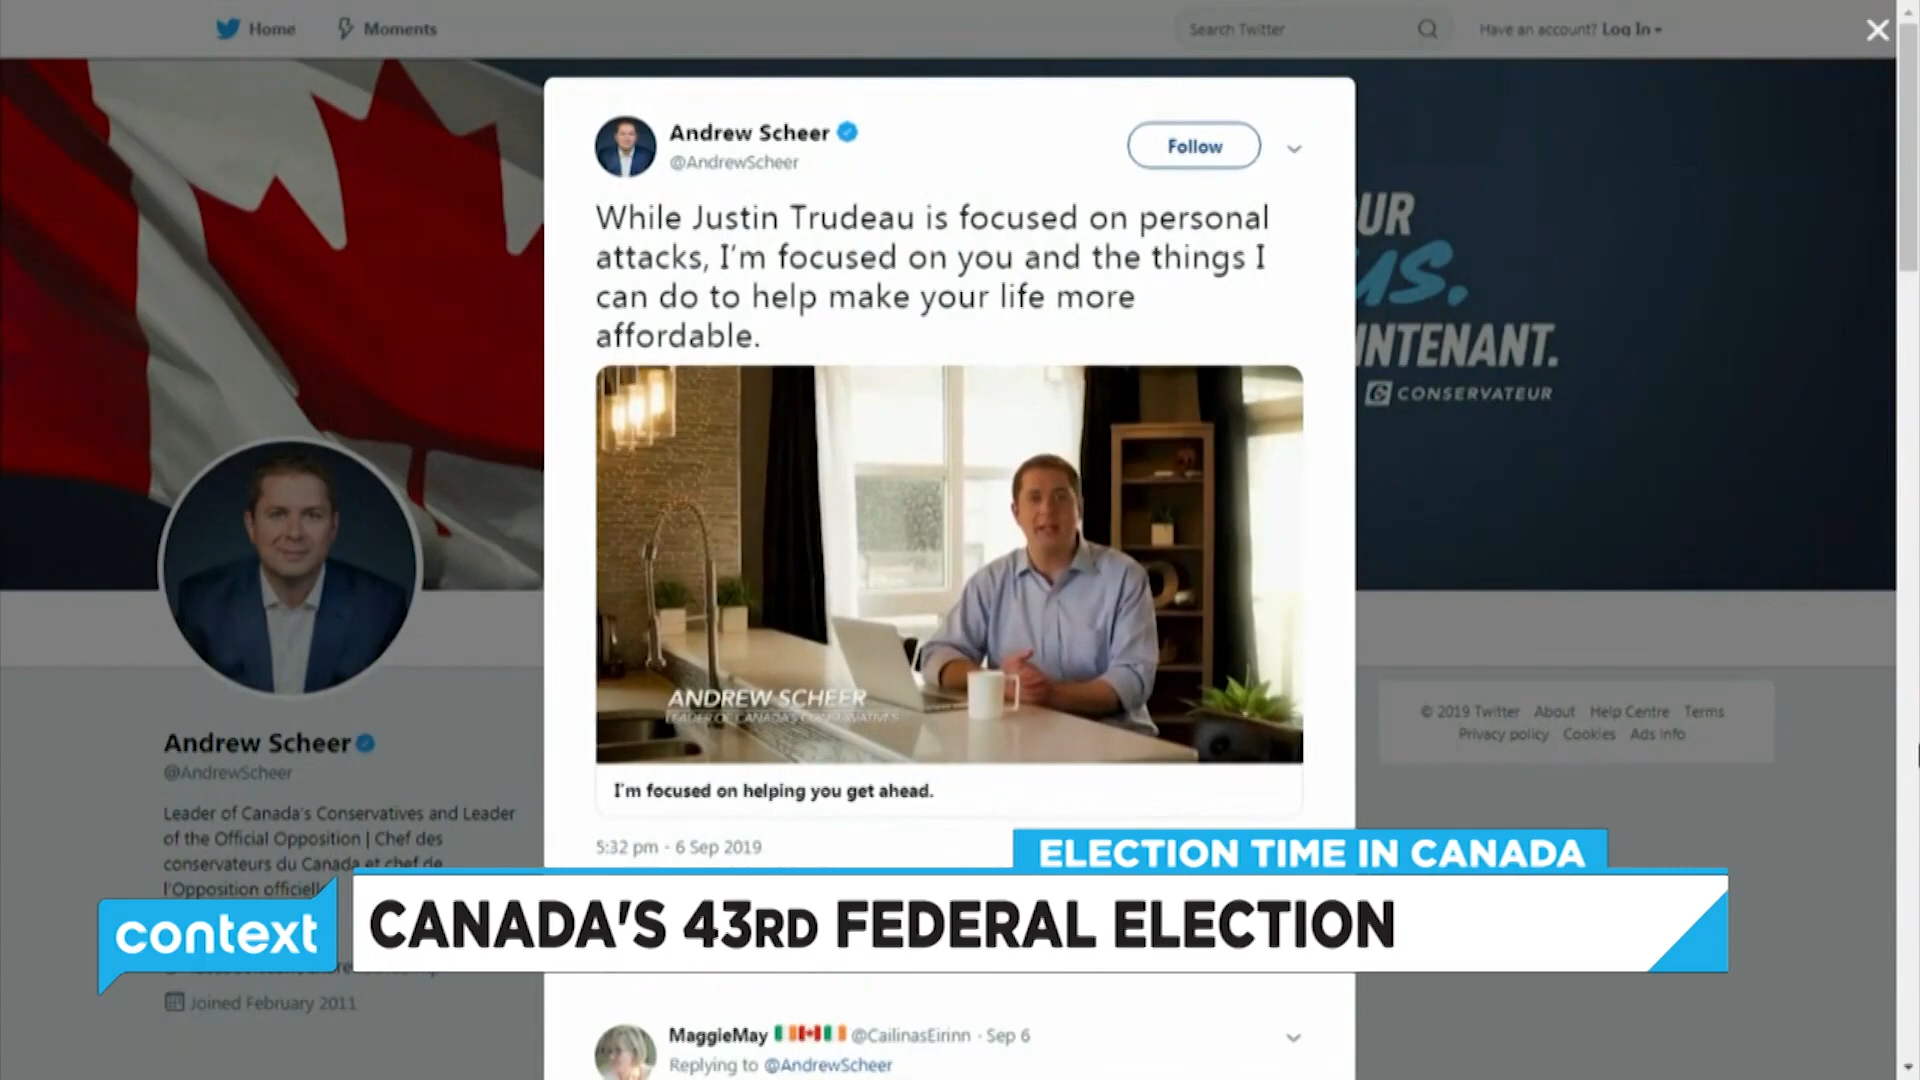 Home
Moments
Search Twitter
Have an account? Log In
Andrew Scheer
@AndrewScheer
Follow
While Justin Trudeau is focused on personal
attacks, I'm focused on you and the things I
can do to help make your life more
affordable.
UR
INTENANT.
CONSERVATEUR
ANDREW SCHEER
LEADER OF CANADA'S CONSERVATIVES
I'm focused on helping you get ahead.
5:32 pm - 6 Sep 2019
Andrew Scheer
@AndrewScheer
Leader of Canada's Conservatives and Leader
of the Official Opposition | Chef des
conservateurs du Canada et chef de
l'Opposition officiell
Joined February 2011
© 2019 Twitter About Help Centre Terms
Privacy policy Cookies Ads info
ELECTION TIME IN CANADA
context
CANADA'S 43RD FEDERAL ELECTION
MaggieMay @CailinasEirinn · Sep 6
Replying to @AndrewScheer